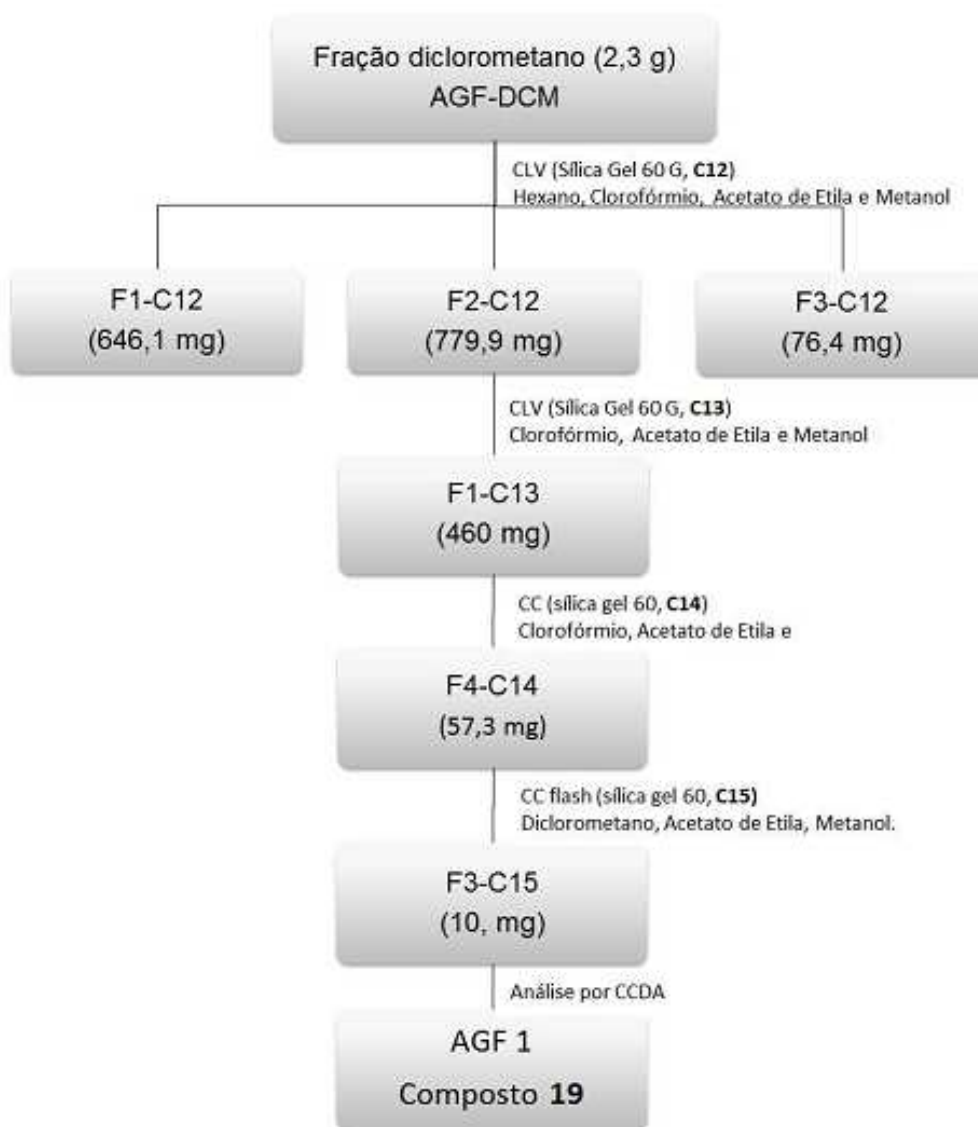 Fração diclorometano (2,3 g)
AGF-DCM
CLV (Sílica Gel 60 G, C12)
Hexano, Clorofórmio, Acetato de Etila e Metanol
F1-C12
(646,1 mg)
F2-C12
(779,9 mg)
F3-C12
(76,4 mg)
CLV (Sílica Gel 60 G, C13)
Clorofórmio, Acetato de Etila e Metanol
F1-C13
(460 mg)
CC (sílica gel 60, C14)
Clorofórmio, Acetato de Etila e
F4-C14
(57,3 mg)
CC flash (sílica gel 60, C15)
Diclorometano, Acetato de Etila, Metanol.
F3-C15
(10, mg)
Análise por CCDA
AGF 1
Composto 19